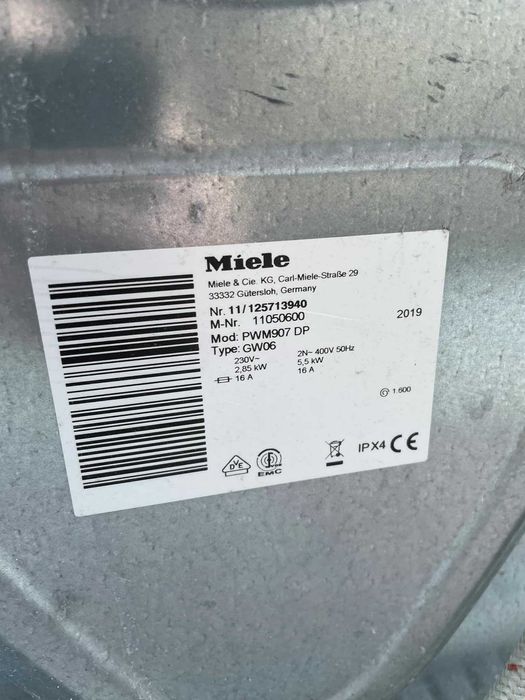 Miele
Miele & Cie. KG, Carl-Miele-Straße 29
33332 Gütersloh, Germany
Nr. 11/125713940
M-Nr. 11050600 2019
Mod: PWM907 DP
Type: GW06
230V~ 2N~ 400V 50Hz
2,85 kW 5,5 kW
16 A 16 A
1.600
DVE EMC IPX4 CE